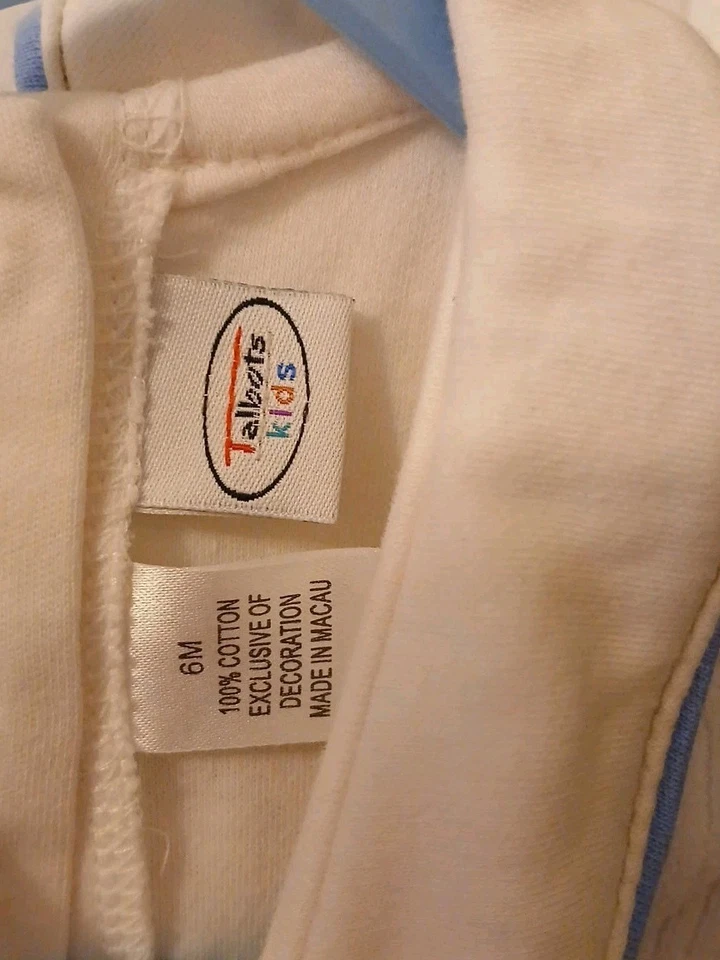 Talbots
kids
6M
100% COTTON
EXCLUSIVE OF
DECORATION
MADE IN MACAU